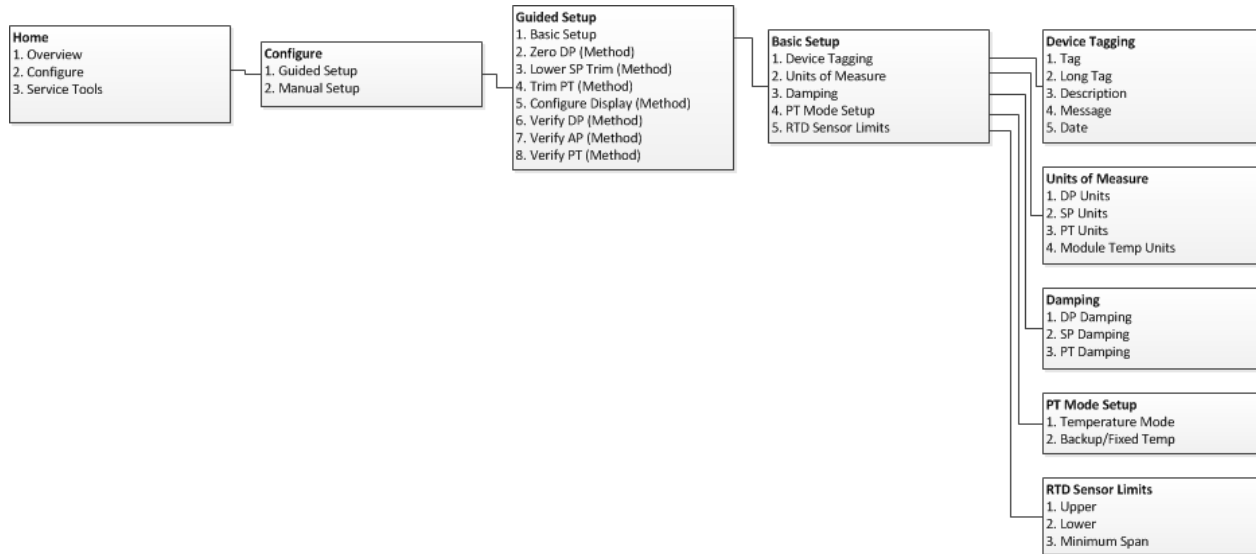 Home
1. Overview
2. Configure
3. Service Tools
Configure
1. Guided Setup
2. Manual Setup
Guided Setup
1. Basic Setup
2. Zero DP (Method)
3. Lower SP Trim (Method)
4. Trim PT (Method)
5. Configure Display (Method)
6. Verify DP (Method)
7. Verify AP (Method)
8. Verify PT (Method)
Basic Setup
1. Device Tagging
2. Units of Measure
3. Damping
4. PT Mode Setup
5. RTD Sensor Limits
Device Tagging
1. Tag
2. Long Tag
3. Description
4. Message
5. Date
Units of Measure
1. DP Units
2. SP Units
3. PT Units
4. Module Temp Units
Damping
1. DP Damping
2. SP Damping
3. PT Damping
PT Mode Setup
1. Temperature Mode
2. Backup/Fixed Temp
RTD Sensor Limits
1. Upper
2. Lower
3. Minimum Span